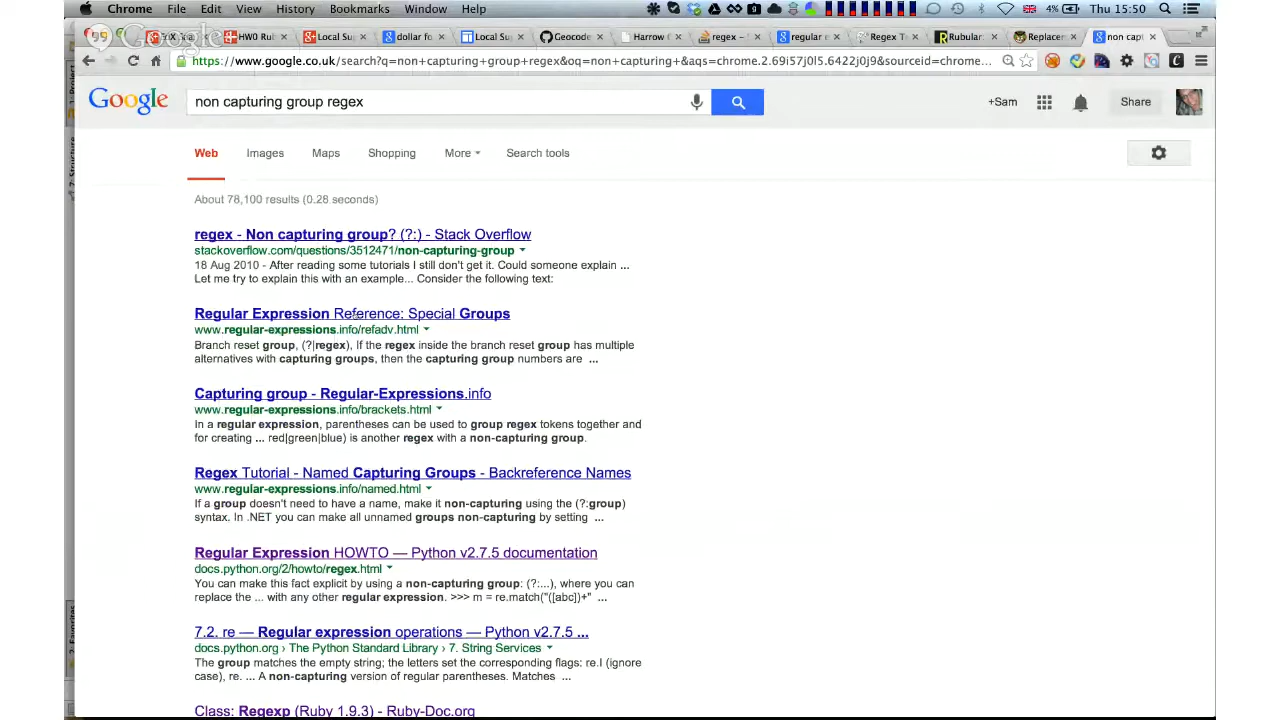 Chrome File Edit View History Bookmarks Window Help 4% Thu 15:50
HW0 Rub Local Su dollar fo Local Su Geocode Harrow regex – regular e Regex T Rubular: Replacem non capt
https://www.google.co.uk/search?q=non+capturing+group+regex&oq=non+capturing+&aqs=chrome.2.69i57j0l5.6422j0j9&sourceid=chrome...
Google non capturing group regex +Sam Share
Web Images Maps Shopping More Search tools
About 78,100 results (0.28 seconds)
regex - Non capturing group? (?:) - Stack Overflow
stackoverflow.com/questions/3512471/non-capturing-group
18 Aug 2010 - After reading some tutorials I still don't get it. Could someone explain ...
Let me try to explain this with an example... Consider the following text:
Regular Expression Reference: Special Groups
www.regular-expressions.info/refadv.html
Branch reset group, (?|regex), If the regex inside the branch reset group has multiple
alternatives with capturing groups, then the capturing group numbers are ...
Capturing group - Regular-Expressions.info
www.regular-expressions.info/brackets.html
In a regular expression, parentheses can be used to group regex tokens together and
for creating ... red|green|blue) is another regex with a non-capturing group.
Regex Tutorial - Named Capturing Groups - Backreference Names
www.regular-expressions.info/named.html
If a group doesn't need to have a name, make it non-capturing using the (?:group)
syntax. In .NET you can make all unnamed groups non-capturing by setting ...
Regular Expression HOWTO — Python v2.7.5 documentation
docs.python.org/2/howto/regex.html
You can make this fact explicit by using a non-capturing group: (?:...), where you can
replace the ... with any other regular expression. >>> m = re.match("([abc])+" ...
7.2. re — Regular expression operations — Python v2.7.5 ...
docs.python.org › The Python Standard Library › 7. String Services
The group matches the empty string; the letters set the corresponding flags: re.I (ignore
case), re. ... A non-capturing version of regular parentheses. Matches ...
Class: Regexp (Ruby 1.9.3) - Ruby-Doc.org